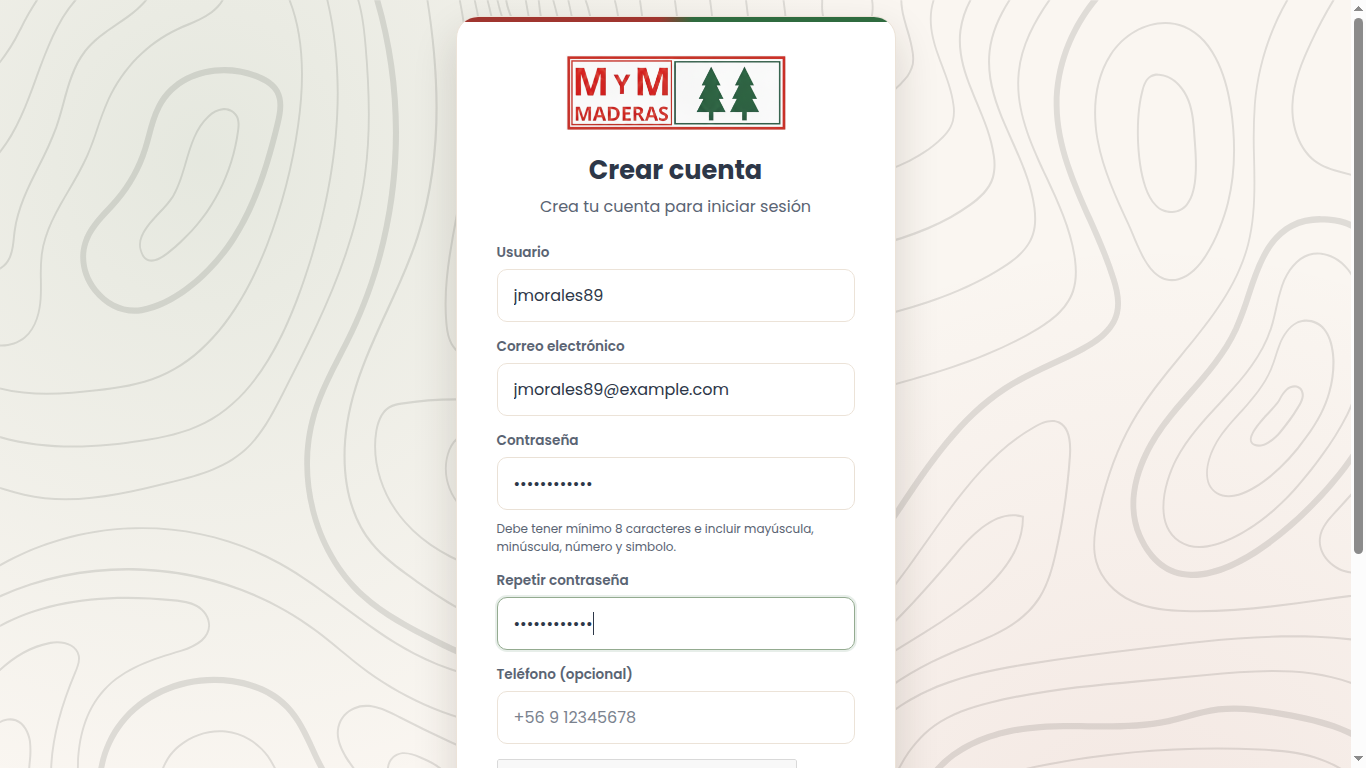 M Y M
MADERAS
Crear cuenta
Crea tu cuenta para iniciar sesión
Usuario
jmorales89
Correo electrónico
jmorales89@example.com
Contraseña
••••••••••••
Debe tener mínimo 8 caracteres e incluir mayúscula,
minúscula, número y simbolo.
Repetir contraseña
••••••••••••
Teléfono (opcional)
+56 9 12345678